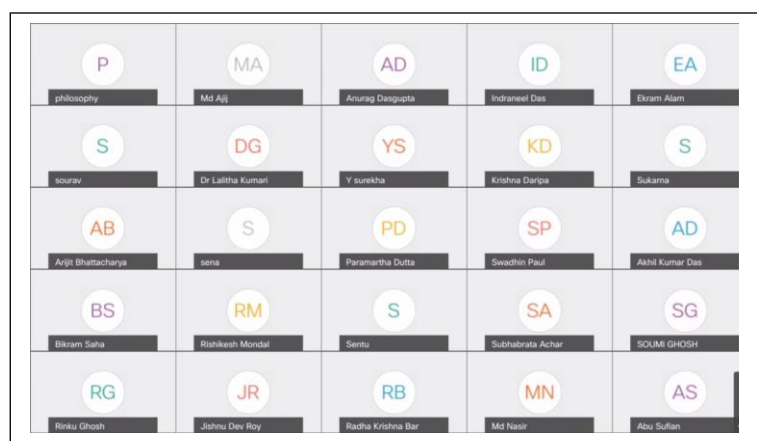 P MA AD ID EA
philosophy Md Ajij Anurag Dasgupta Indraneel Das Ekram Alam
S DG YS KD S
sourav Dr Lalitha Kumari Y surekha Krishna Daripa Sukarna
AB S PD SP AD
Arijit Bhattacharya sena Paramartha Dutta Swadhin Paul Akhil Kumar Das
BS RM S SA SG
Bikram Saha Rishikesh Mondal Sentu Subhabrata Achar SOUMI GHOSH
RG JR RB MN AS
Rinku Ghosh Jishnu Dev Roy Radha Krishna Bar Md Nasir Abu Sufian